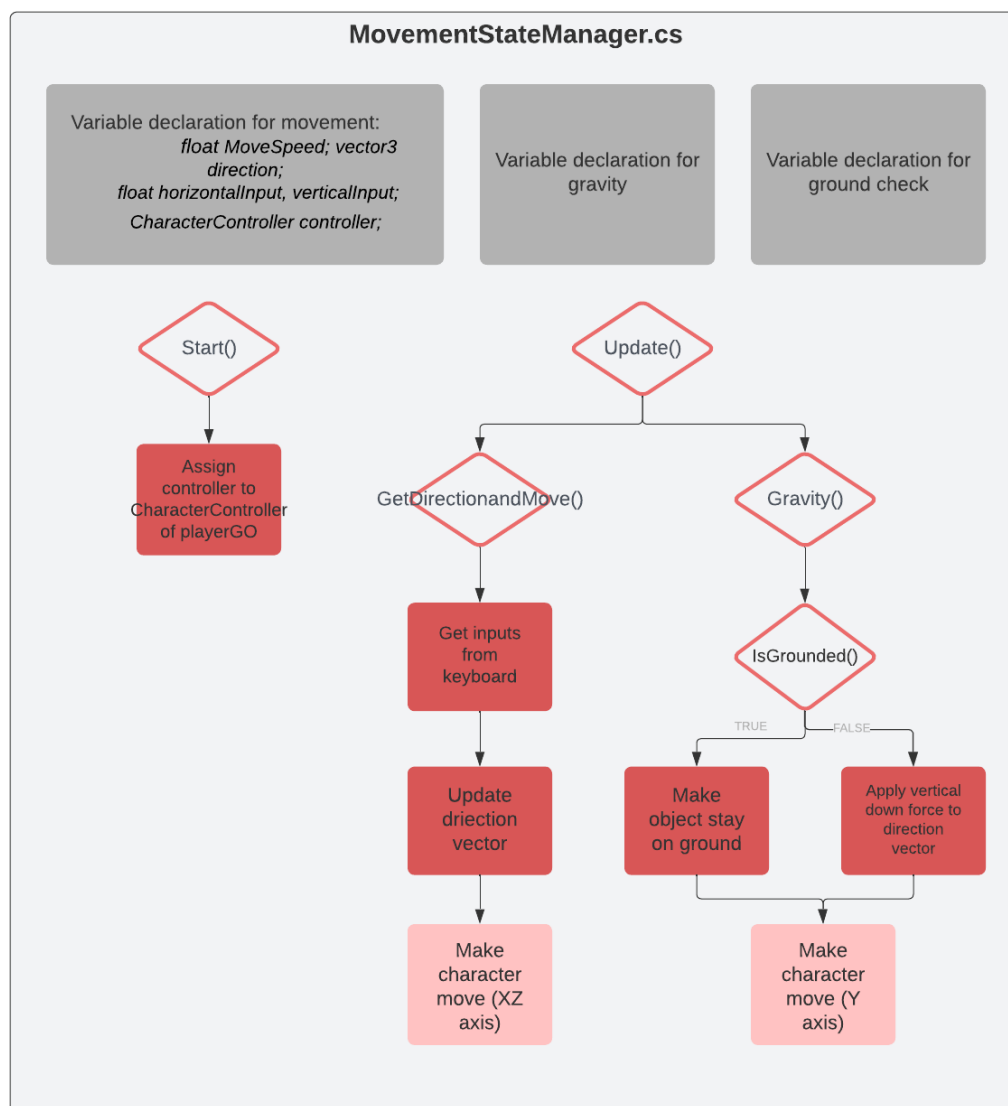 MovementStateManager.cs
Variable declaration for movement:
float MoveSpeed; vector3
direction;
float horizontalInput, verticalInput;
CharacterController controller;
Variable declaration for
gravity
Variable declaration for
ground check
Start()
Update()
Assign
controller to
CharacterController
of playerGO
GetDirectionandMove()
Gravity()
Get inputs
from
keyboard
IsGrounded()
TRUE
FALSE
Update
driection
vector
Make
object stay
on ground
Apply vertical
down force to
direction
vector
Make
character
move (XZ
axis)
Make
character
move (Y
axis)